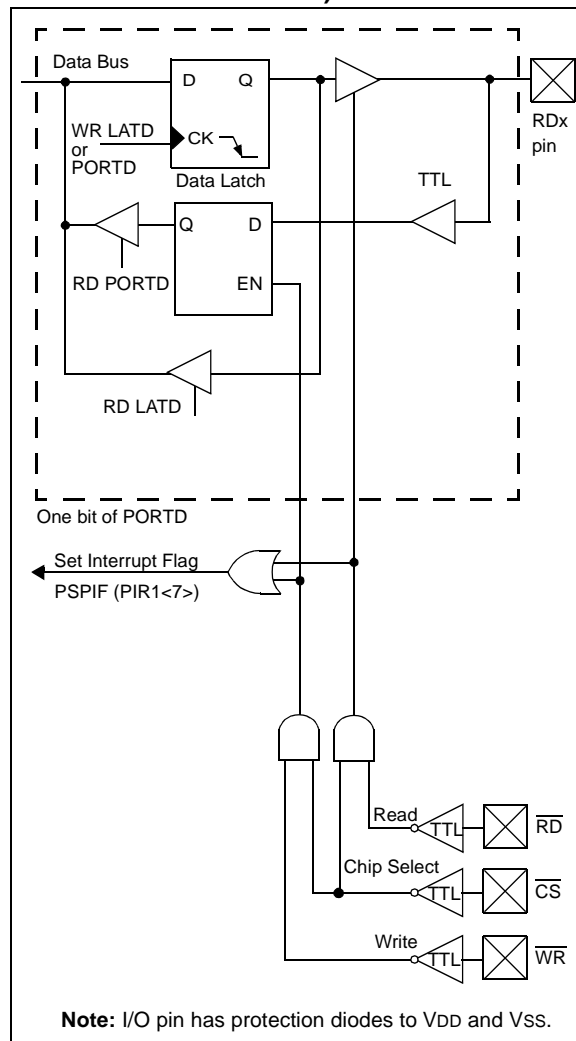 Data Bus
D
Q
RDx
pin
WR LATD
or
PORTD
CK
Data Latch
TTL
Q
D
RD PORTD
EN
RD LATD
One bit of PORTD
Set Interrupt Flag
PSPIF (PIR1<7>)
Read
TTL
RD
Chip Select
TTL
CS
Write
TTL
WR
Note: I/O pin has protection diodes to VDD and VSS.